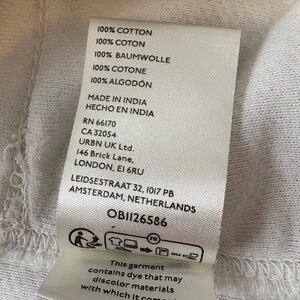 100% COTTON
100% COTON
100% BAUMWOLLE
100% COTONE
100% ALGODÓN
MADE IN INDIA
HECHO EN INDIA
RN 66170
CA 32054
URBN UK Ltd.
146 Brick Lane,
LONDON, E1 6RU
LEIDSESTRAAT 32, 1017 PB
AMSTERDAM, NETHERLANDS
OB1126586
FR
This garment
contains dye that may
discolor materials
with which it comes